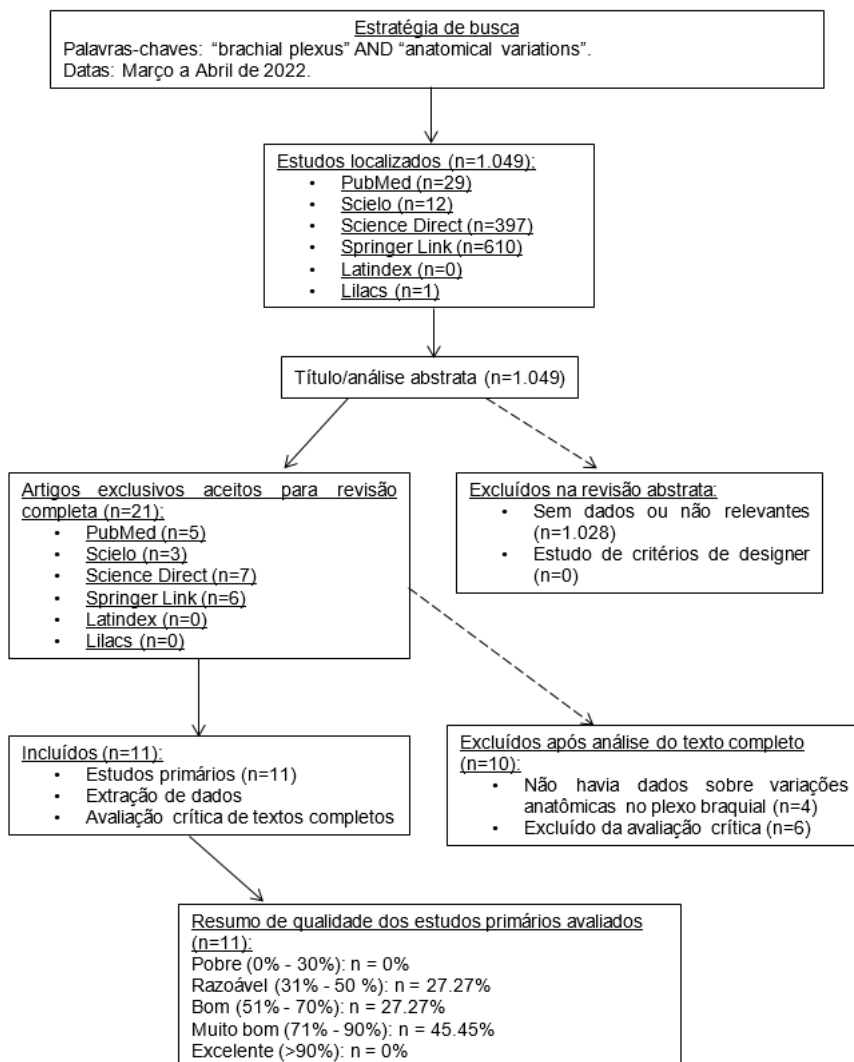 Estratégia de busca
Palavras-chaves: “brachial plexus” AND “anatomical variations”.
Datas: Março a Abril de 2022.
Estudos localizados (n=1.049):
• PubMed (n=29)
• Scielo (n=12)
• Science Direct (n=397)
• Springer Link (n=610)
• Latindex (n=0)
• Lilacs (n=1)
Título/análise abstrata (n=1.049)
Artigos exclusivos aceitos para revisão
completa (n=21):
• PubMed (n=5)
• Scielo (n=3)
• Science Direct (n=7)
• Springer Link (n=6)
• Latindex (n=0)
• Lilacs (n=0)
Excluídos na revisão abstrata:
• Sem dados ou não relevantes
(n=1.028)
• Estudo de critérios de designer
(n=0)
Incluídos (n=11):
• Estudos primários (n=11)
• Extração de dados
• Avaliação crítica de textos completos
Excluídos após análise do texto completo
(n=10):
• Não havia dados sobre variações
anatômicas no plexo braquial (n=4)
• Excluído da avaliação crítica (n=6)
Resumo de qualidade dos estudos primários avaliados
(n=11):
Pobre (0% - 30%): n = 0%
Razoável (31% - 50 %): n = 27.27%
Bom (51% - 70%): n = 27.27%
Muito bom (71% - 90%): n = 45.45%
Excelente (>90%): n = 0%